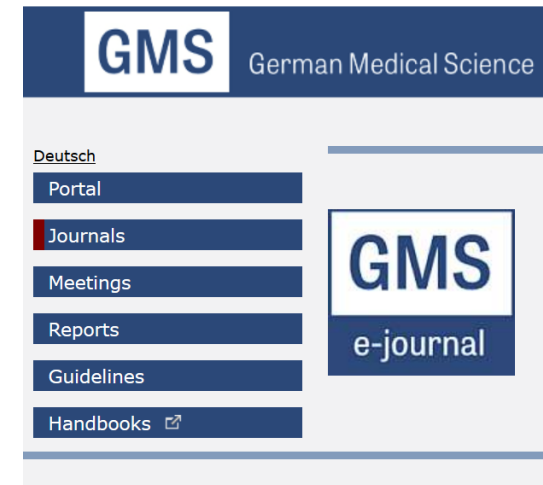 GMS German Medical Science
Deutsch
Portal
Journals
Meetings
Reports
Guidelines
Handbooks
GMS
e-journal